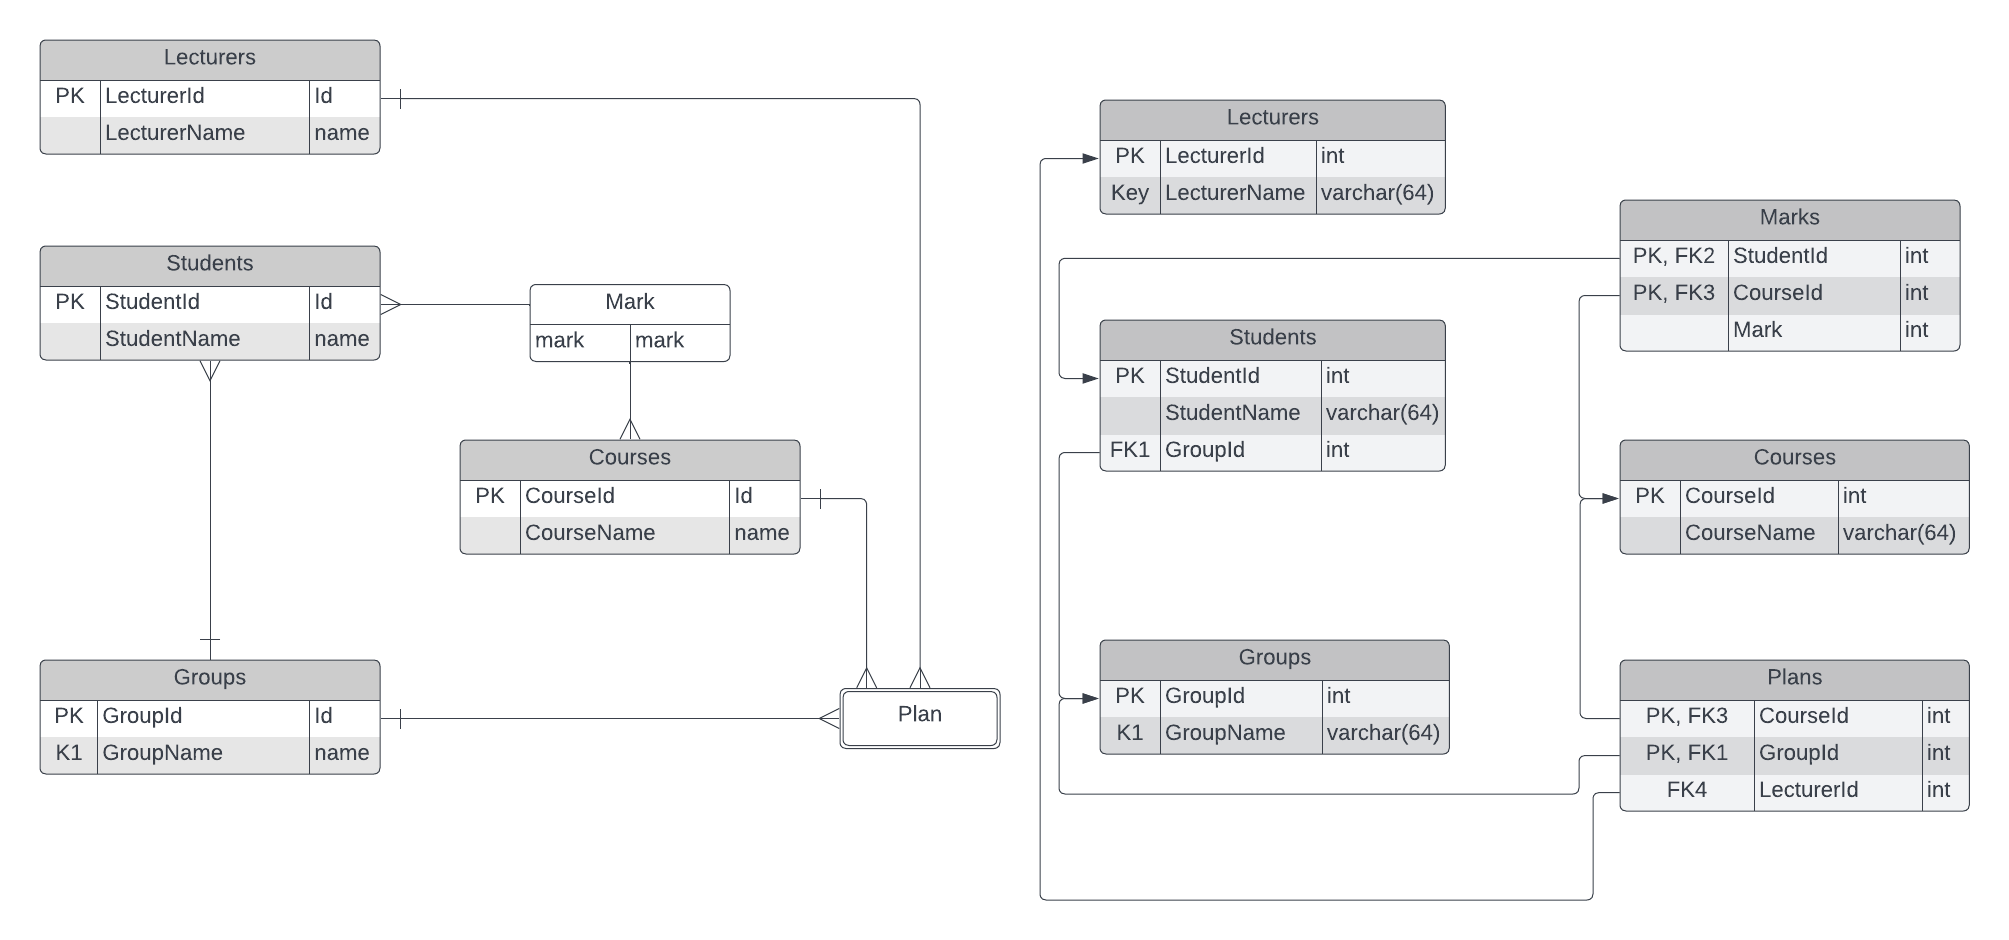 Lecturers
PK LecturerId Id
LecturerName name
Students
PK StudentId Id
StudentName name
Mark
mark mark
Courses
PK CourseId Id
CourseName name
Groups
PK GroupId Id
K1 GroupName name
Plan
Lecturers
PK LecturerId int
Key LecturerName varchar(64)
Marks
PK, FK2 StudentId int
PK, FK3 CourseId int
Mark int
Students
PK StudentId int
StudentName varchar(64)
FK1 GroupId int
Courses
PK CourseId int
CourseName varchar(64)
Groups
PK GroupId int
K1 GroupName varchar(64)
Plans
PK, FK3 CourseId int
PK, FK1 GroupId int
FK4 LecturerId int